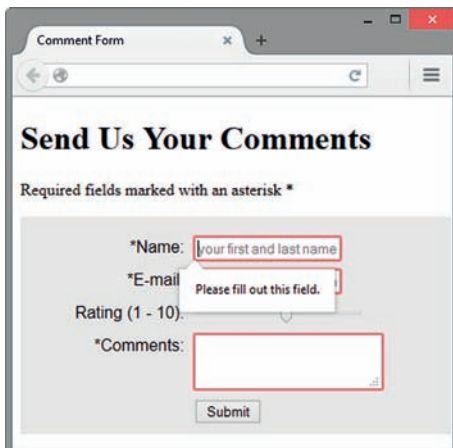 Comment Form
Send Us Your Comments
Required fields marked with an asterisk *
*Name: your first and last name
*E-mail
Please fill out this field.
Rating (1 - 10):
*Comments:
Submit